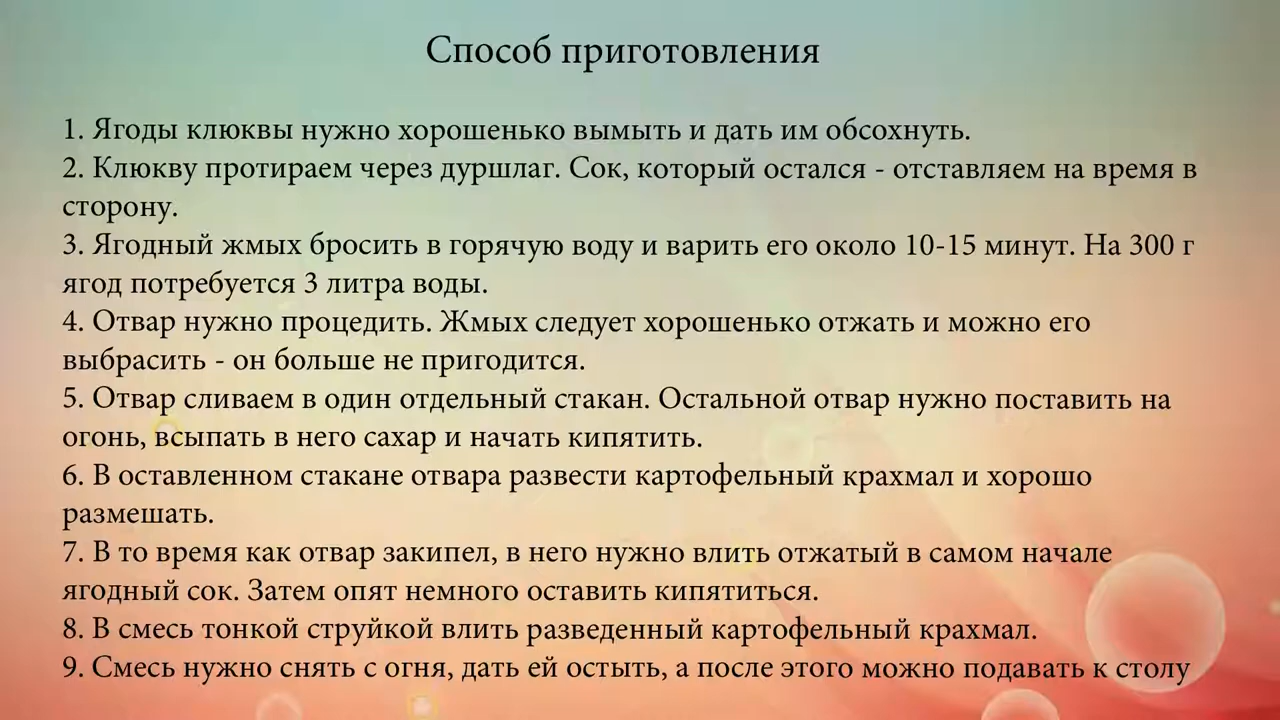 Способ приготовления
1. Ягоды клюквы нужно хорошенько вымыть и дать им обсохнуть.
2. Клюкву протираем через дуршлаг. Сок, который остался - отставляем на время в
сторону.
3. Ягодный жмых бросить в горячую воду и варить его около 10-15 минут. На 300 г
ягод потребуется 3 литра воды.
4. Отвар нужно процедить. Жмых следует хорошенько отжать и можно его
выбрасить - он больше не пригодится.
5. Отвар сливаем в один отдельный стакан. Остальной отвар нужно поставить на
огонь, всыпать в него сахар и начать кипятить.
6. В оставленном стакане отвара развести картофельный крахмал и хорошо
размешать.
7. В то время как отвар закипел, в него нужно влить отжатый в самом начале
ягодный сок. Затем опят немного оставить кипятиться.
8. В смесь тонкой струйкой влить разведенный картофельный крахмал.
9. Смесь нужно снять с огня, дать ей остыть, а после этого можно подавать к столу